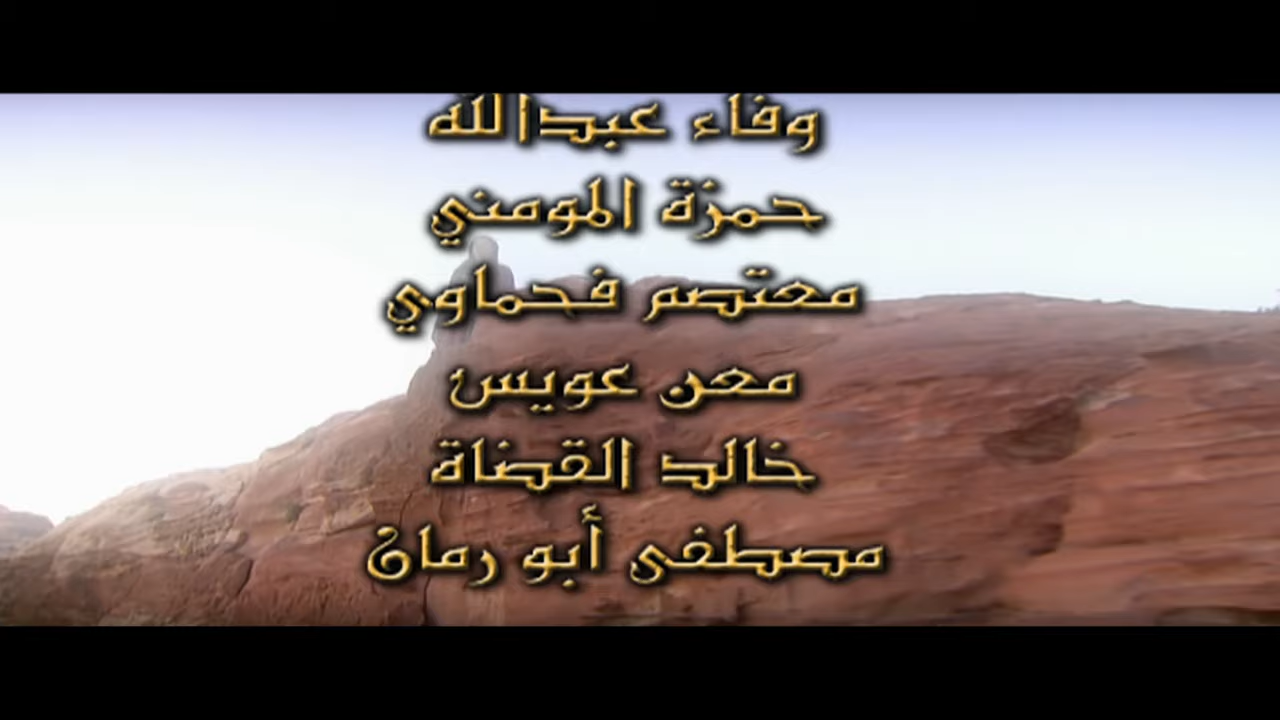 وفاء عبدالله
حمزة المومني
معتصم فحماوي
معن عويس
خالد القضاة
مصطفى أبو رمان